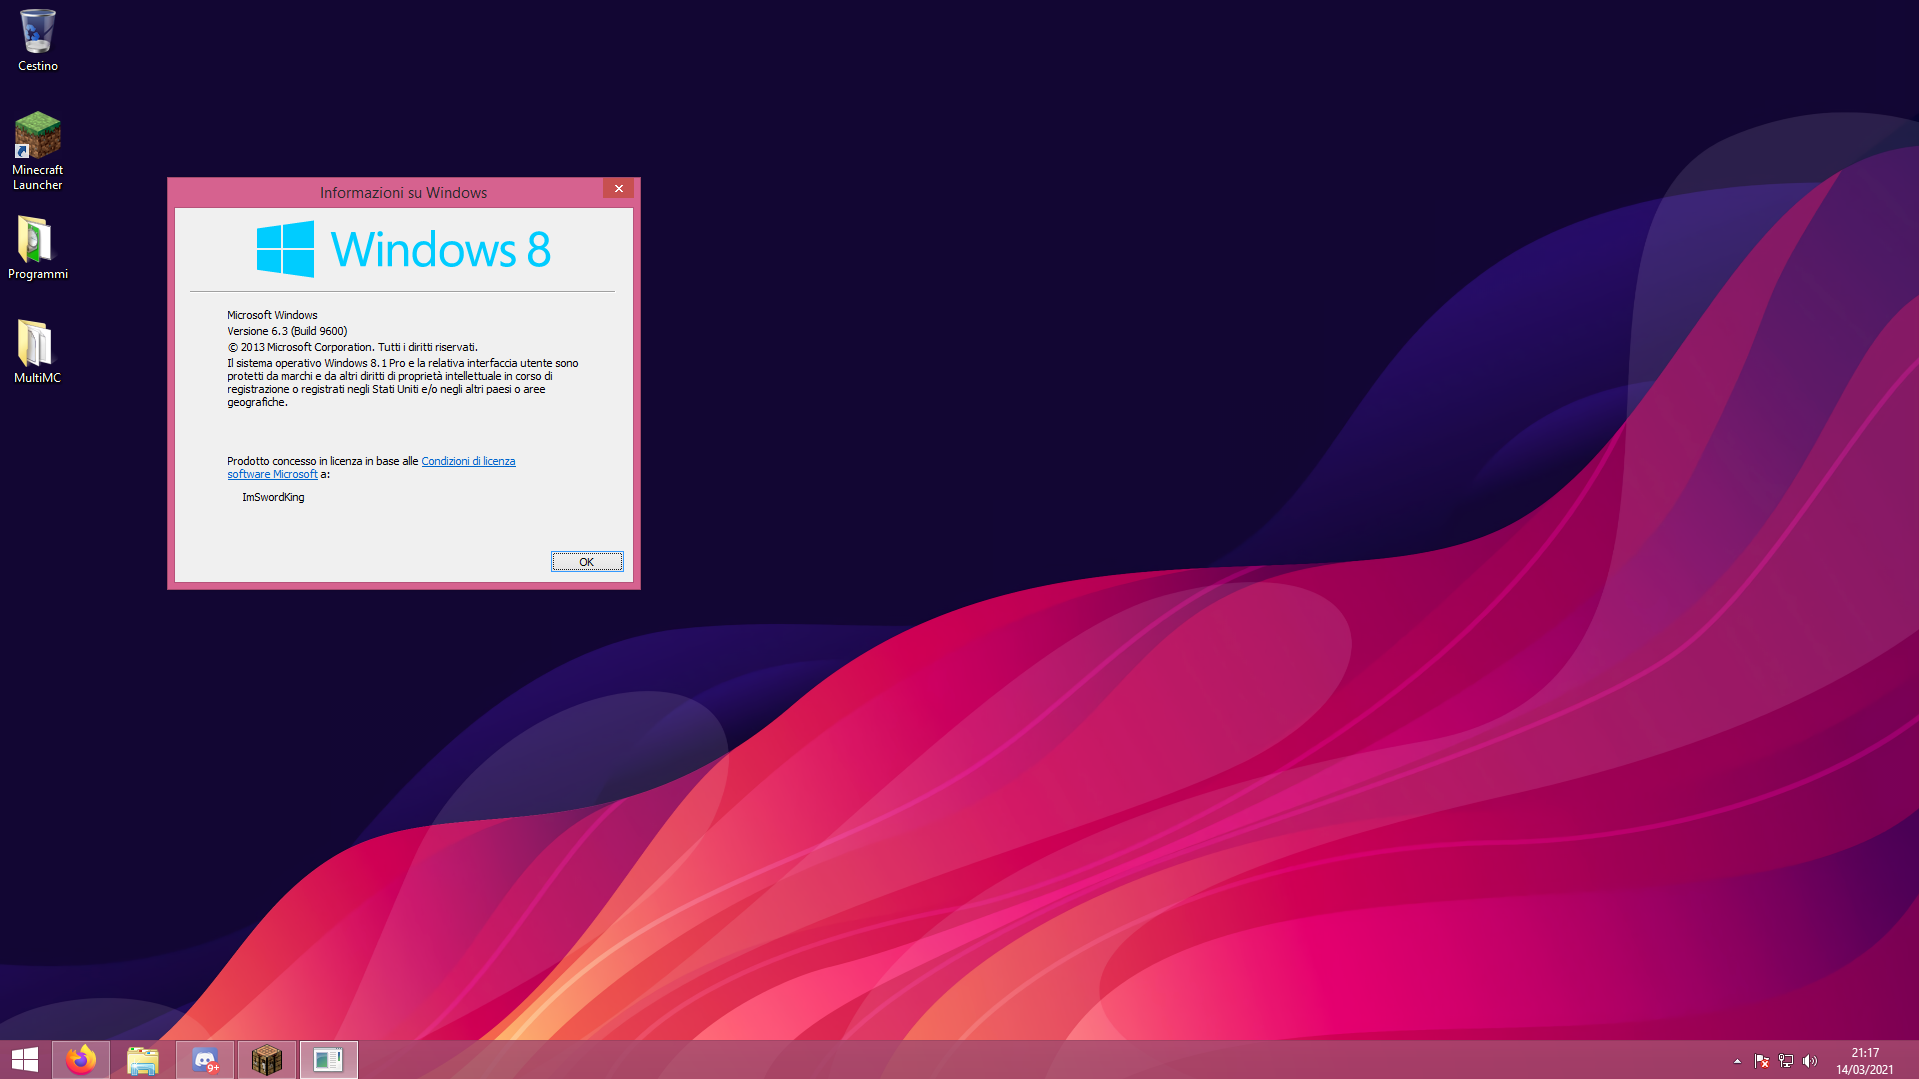 Cestino
Minecraft
Launcher
Programmi
MultiMC
Informazioni su Windows
Windows 8
Microsoft Windows
Versione 6.3 (Build 9600)
© 2013 Microsoft Corporation. Tutti i diritti riservati.
Il sistema operativo Windows 8.1 Pro e la relativa interfaccia utente sono
protetti da marchi e da altri diritti di proprietà intellettuale in corso di
registrazione o registrati negli Stati Uniti e/o negli altri paesi o aree
geografiche.
Prodotto concesso in licenza in base alle Condizioni di licenza
software Microsoft a:
ImSwordKing
OK
9+
21:17
14/03/2021